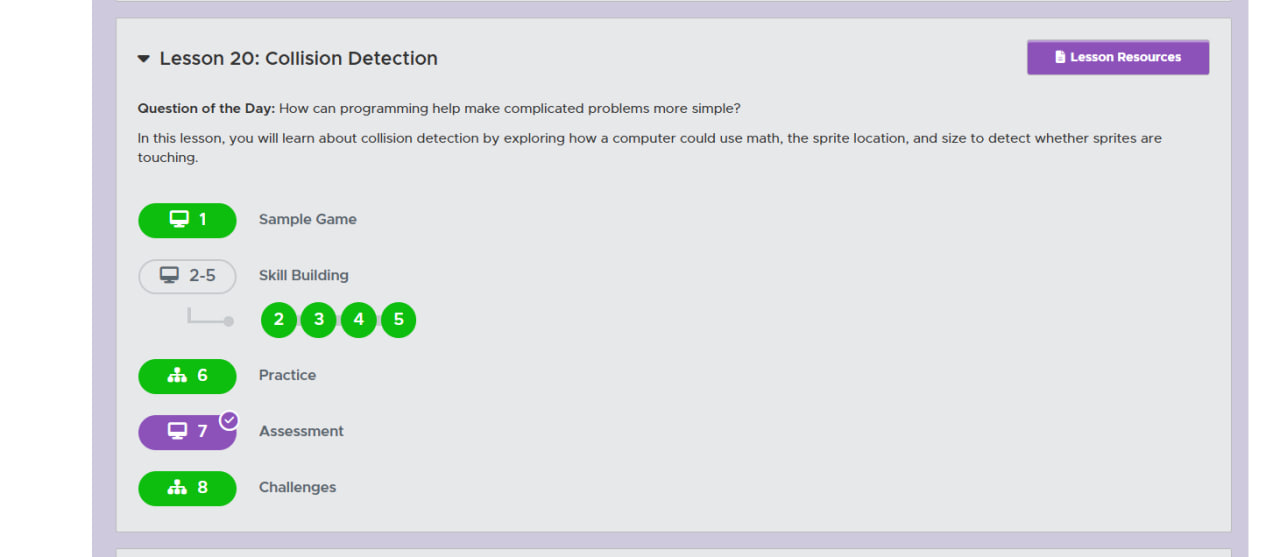 Lesson 20: Collision Detection
Lesson Resources
Question of the Day: How can programming help make complicated problems more simple?
In this lesson, you will learn about collision detection by exploring how a computer could use math, the sprite location, and size to detect whether sprites are
touching.
1 Sample Game
2-5 Skill Building
2 3 4 5
6 Practice
7 Assessment
8 Challenges